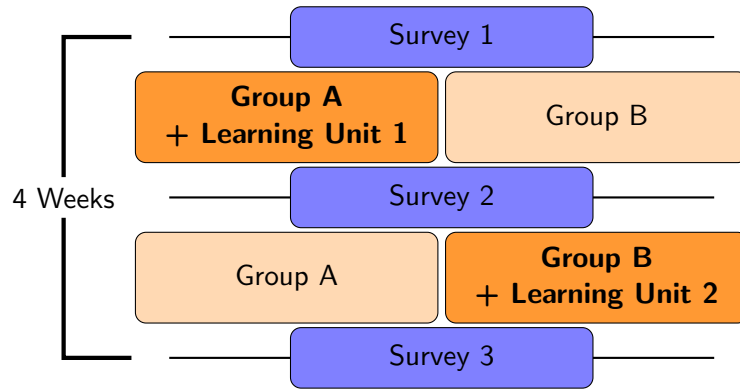 Survey 1
Group A
+ Learning Unit 1
Group B
4 Weeks
Survey 2
Group A
Group B
+ Learning Unit 2
Survey 3